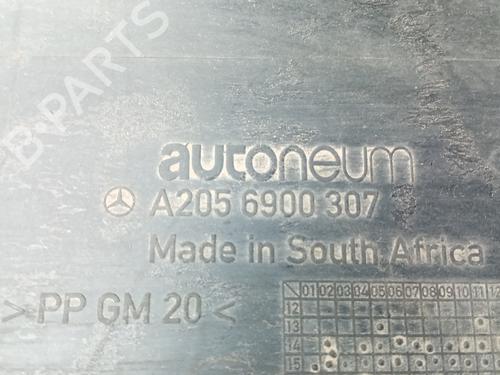 B-PARTS
autoneum
A205 6900 307
Made in South Africa
>PP GM 20<
01 02 03 04 05 06 07 08 09 10 11 12
12
13
14
15